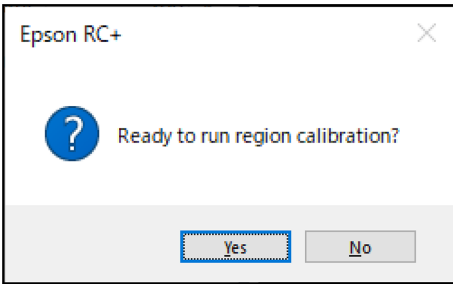 Epson RC+
Ready to run region calibration?
Yes
No